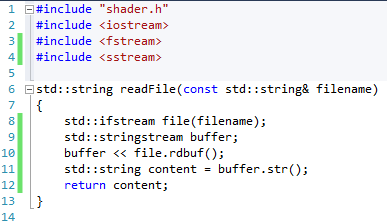 1 #include "shader.h"
2 #include <iostream>
3 #include <fstream>
4 #include <sstream>
5
6 std::string readFile(const std::string& filename)
7 {
8     std::ifstream file(filename);
9     std::stringstream buffer;
10     buffer << file.rdbuf();
11     std::string content = buffer.str();
12     return content;
13 }
14